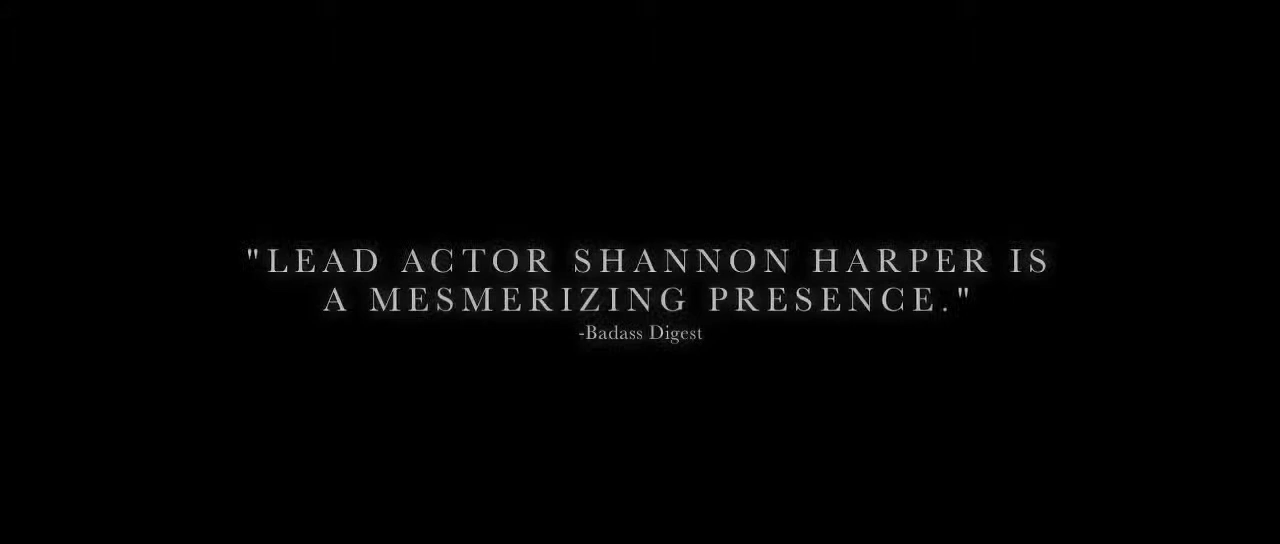 "LEAD ACTOR SHANNON HARPER IS
A MESMERIZING PRESENCE."
-Badass Digest